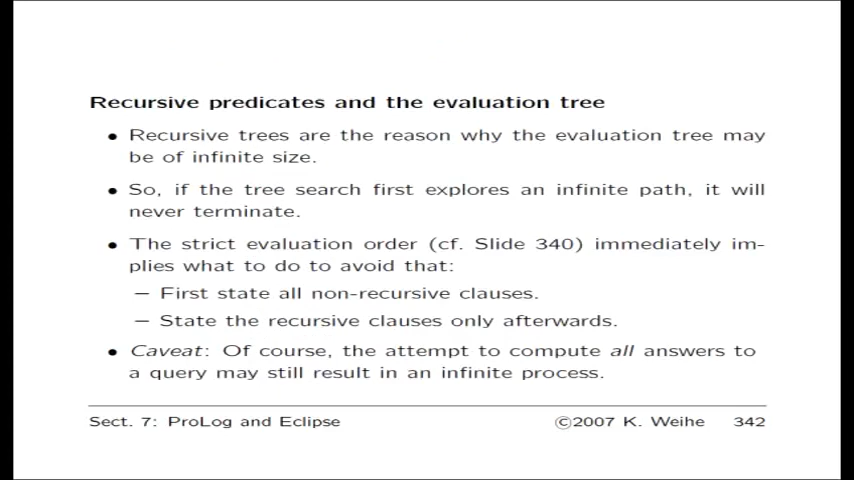 Recursive predicates and the evaluation tree
• Recursive trees are the reason why the evaluation tree may
be of infinite size.
• So, if the tree search first explores an infinite path, it will
never terminate.
• The strict evaluation order (cf. Slide 340) immediately im-
plies what to do to avoid that:
– First state all non-recursive clauses.
– State the recursive clauses only afterwards.
• Caveat: Of course, the attempt to compute all answers to
a query may still result in an infinite process.
Sect. 7: ProLog and Eclipse ©2007 K. Weihe 342